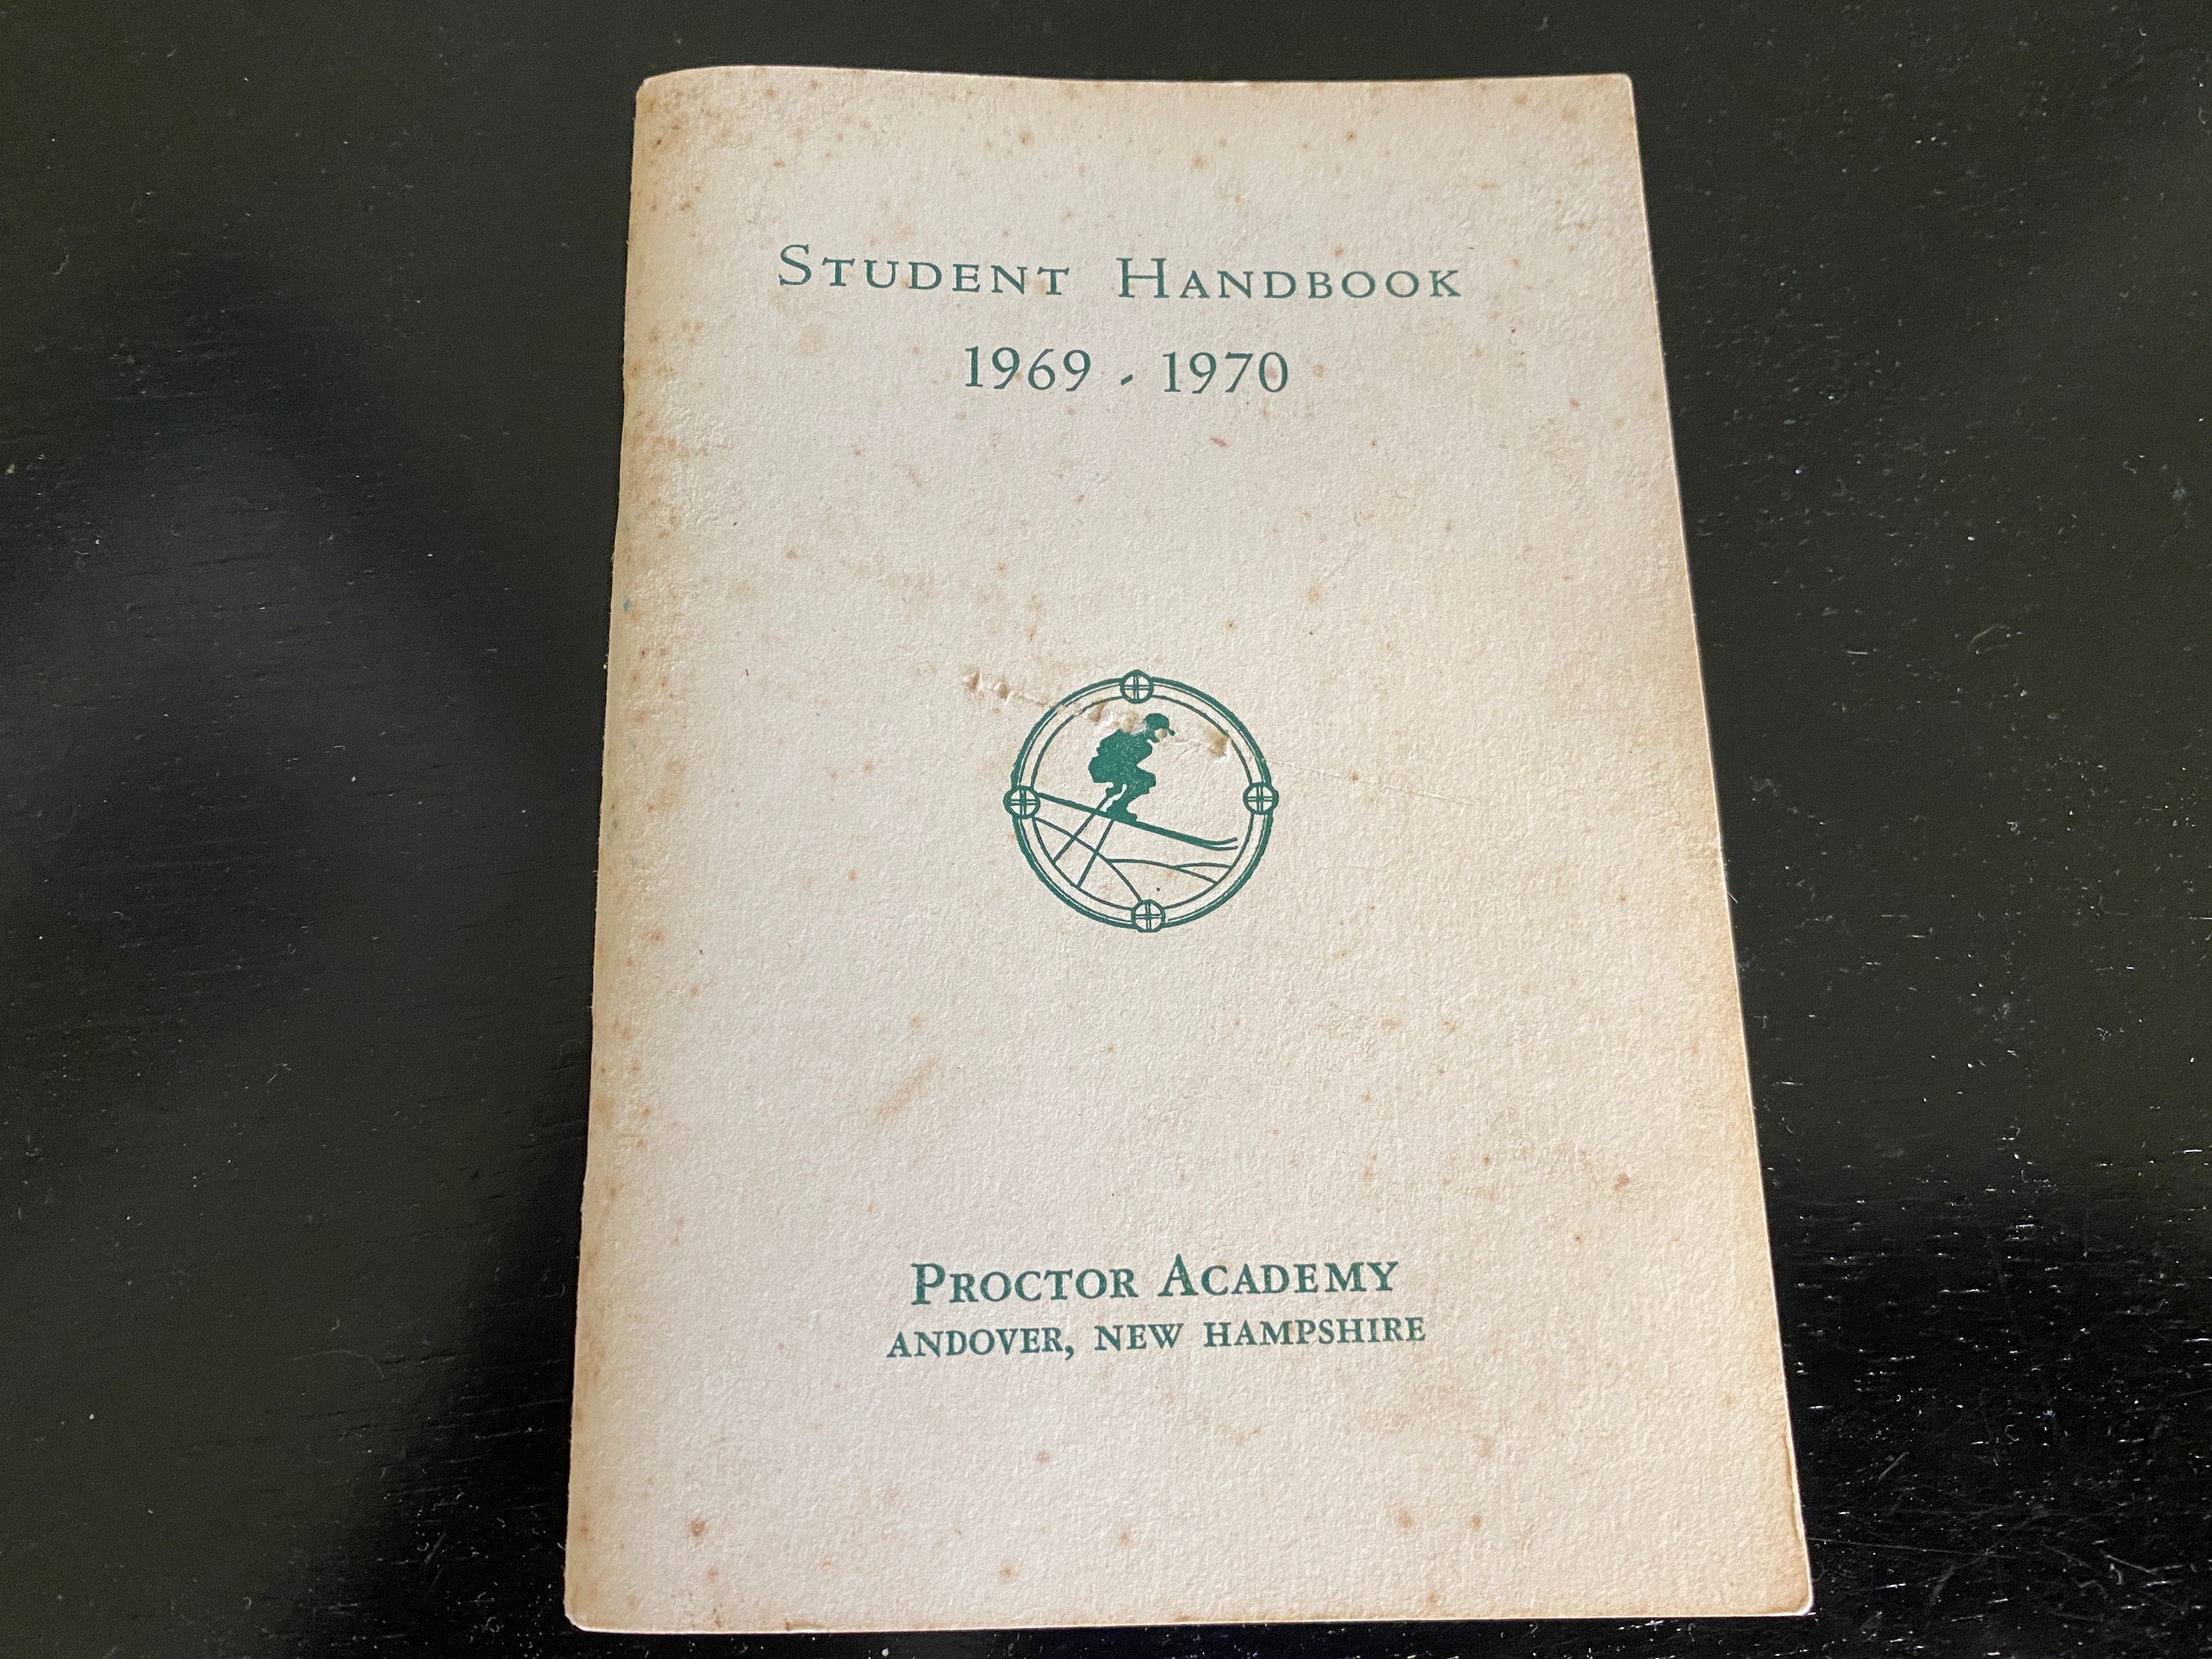 STUDENT HANDBOOK
1969 - 1970
PROCTOR ACADEMY
ANDOVER, NEW HAMPSHIRE